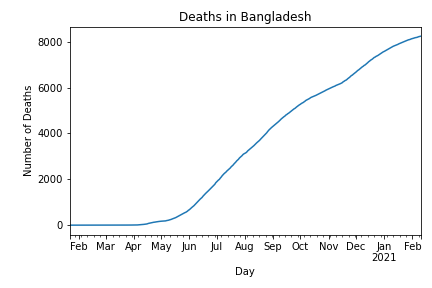 Deaths in Bangladesh
Number of Deaths
8000
6000
4000
2000
0
Feb Mar Apr May Jun Jul Aug Sep Oct Nov Dec Jan Feb
2021
Day